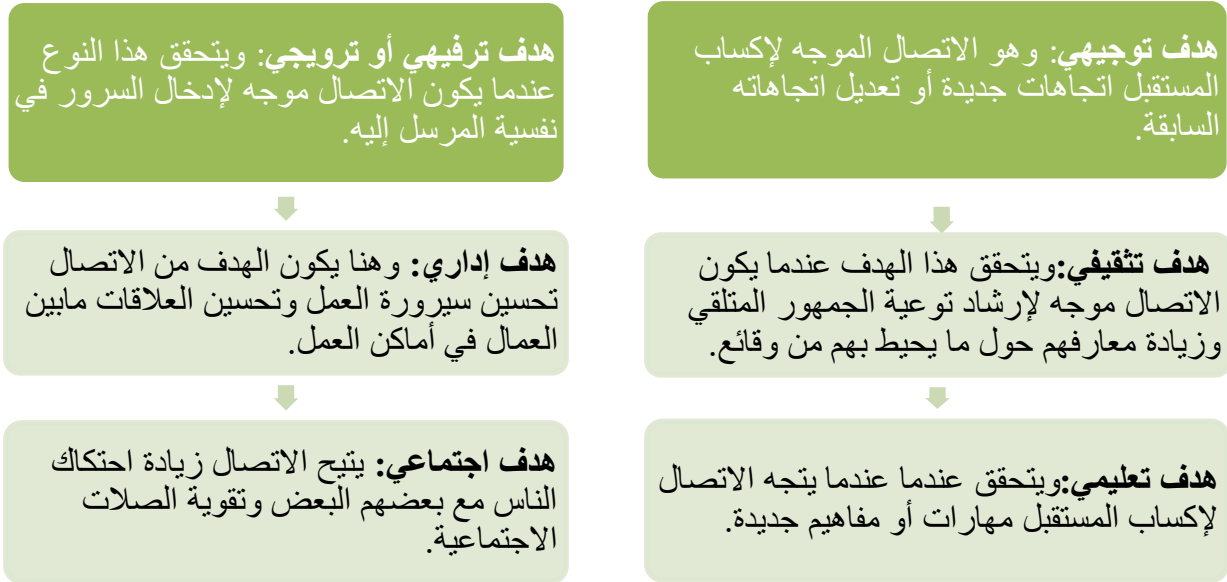 هدف توجيهي: وهو الاتصال الموجه لإكساب
المستقبل اتجاهات جديدة أو تعديل اتجاهاته
السابقة.
هدف تثقيفي:ويتحقق هذا الهدف عندما يكون
الاتصال موجه لإرشاد توعية الجمهور المتلقي
وزيادة معارفهم حول ما يحيط بهم من وقائع.
هدف تعليمي:ويتحقق عندما عندما يتجه الاتصال
لإكساب المستقبل مهارات أو مفاهيم جديدة.
هدف ترفيهي أو ترويجي: ويتحقق هذا النوع
عندما يكون الاتصال موجه لإدخال السرور في
نفسية المرسل إليه.
هدف إداري: وهنا يكون الهدف من الاتصال
تحسين سيرورة العمل وتحسين العلاقات مابين
العمال في أماكن العمل.
هدف اجتماعي: يتيح الاتصال زيادة احتكاك
الناس مع بعضهم البعض وتقوية الصلات
الاجتماعية.